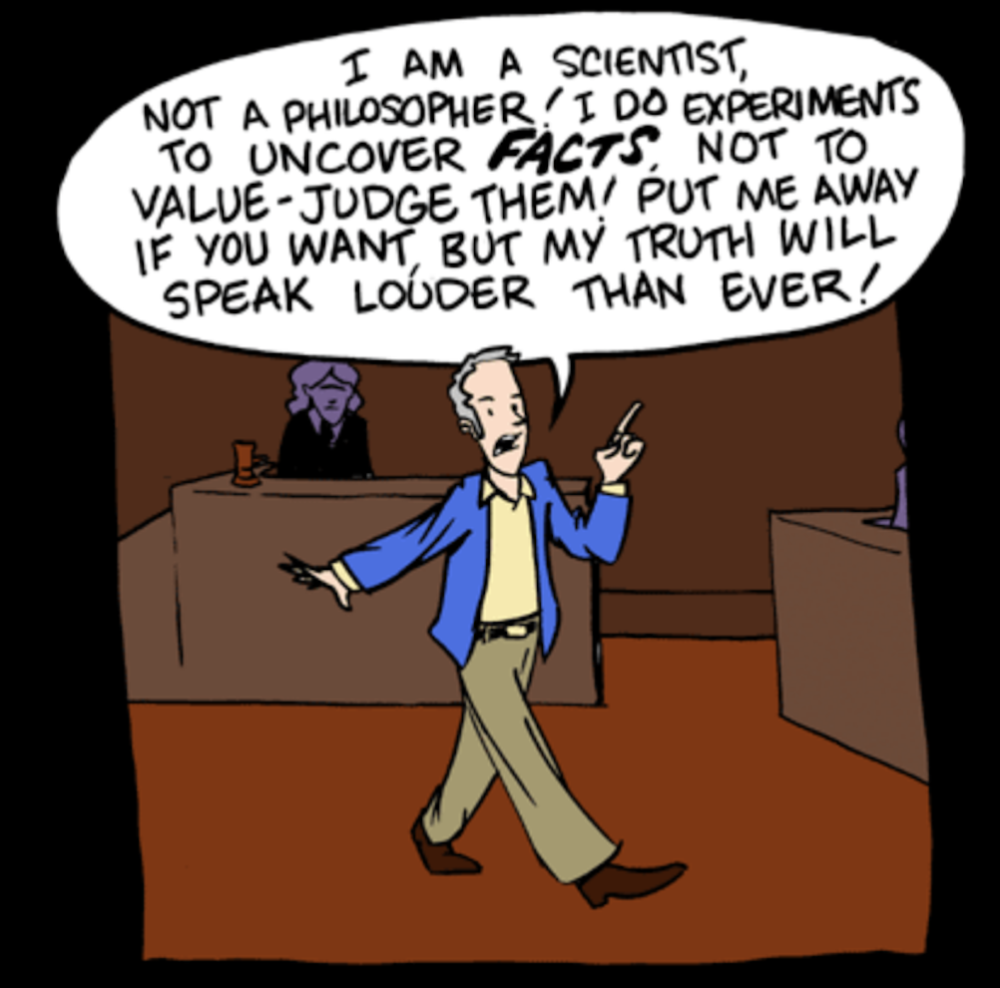 I AM A SCIENTIST,
NOT A PHILOSOPHER! I DO EXPERIMENTS
TO UNCOVER FACTS, NOT TO
VALUE-JUDGE THEM! PUT ME AWAY
IF YOU WANT, BUT MY TRUTH WILL
SPEAK LOUDER THAN EVER!